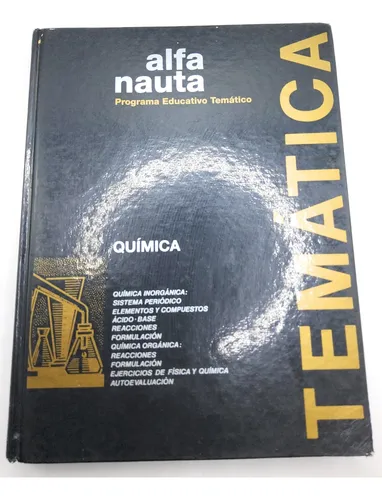 alfa
nauta
Programa Educativo Temático
TEMÁTICA
QUÍMICA
QUÍMICA INORGÁNICA:
SISTEMA PERIÓDICO
ELEMENTOS Y COMPUESTOS
ÁCIDO-BASE
REACCIONES
FORMULACIÓN
QUÍMICA ORGÁNICA:
REACCIONES
FORMULACIÓN
EJERCICIOS DE FÍSICA Y QUÍMICA
AUTOEVALUACIÓN